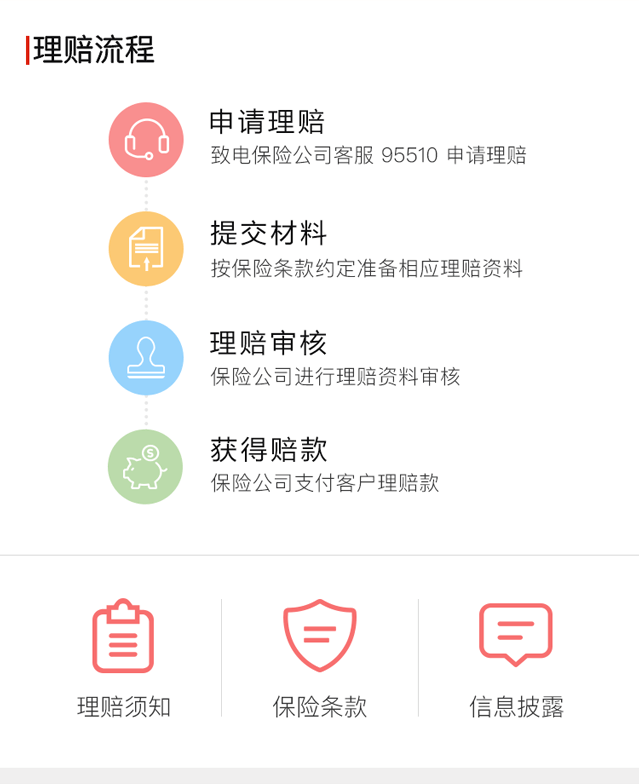 理赔流程
申请理赔
致电保险公司客服 95510 申请理赔
提交材料
按保险条款约定准备相应理赔资料
理赔审核
保险公司进行理赔资料审核
获得赔款
保险公司支付客户理赔款
理赔须知
保险条款
信息披露